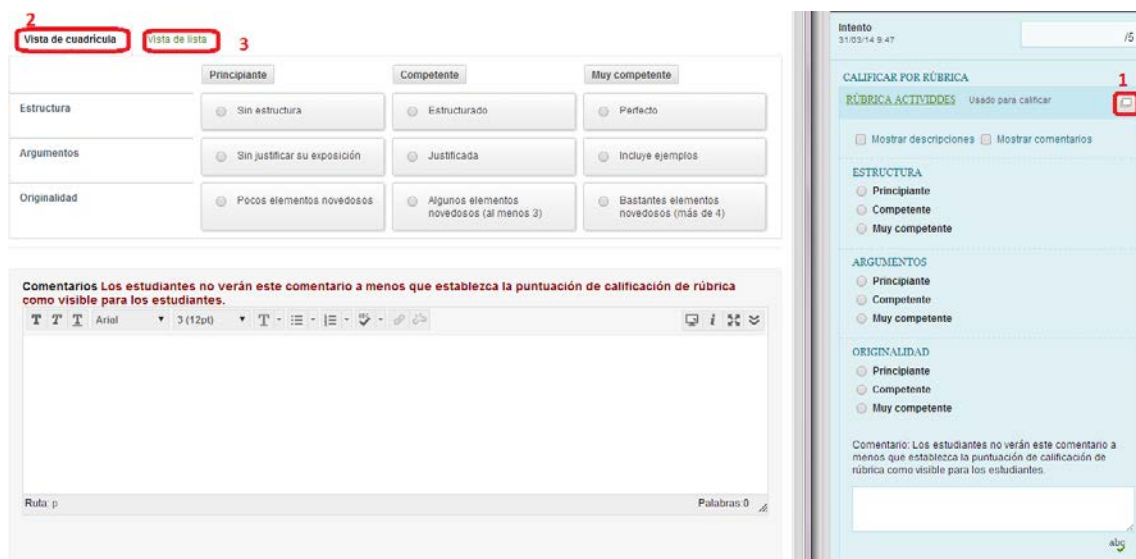 2
Vista de cuadrícula
Vista de lista
3
Principiante
Competente
Muy competente
Estructura
Sin estructura
Estructurado
Perfecto
Argumentos
Sin justificar su exposición
Justificada
Incluye ejemplos
Originalidad
Pocos elementos novedosos
Algunos elementos
novedosos (al menos 3)
Bastantes elementos
novedosos (más de 4)
Comentarios Los estudiantes no verán este comentario a menos que establezca la puntuación de calificación de rúbrica
como visible para los estudiantes.
T T T Arial 3 (12pt) T
Ruta: p
Palabras:0
Intento
31/03/14 9:47
/5
CALIFICAR POR RÚBRICA
1
RÚBRICA ACTIVIDDES Usado para calificar
Mostrar descripciones Mostrar comentarios
ESTRUCTURA
Principiante
Competente
Muy competente
ARGUMENTOS
Principiante
Competente
Muy competente
ORIGINALIDAD
Principiante
Competente
Muy competente
Comentario: Los estudiantes no verán este comentario a
menos que establezca la puntuación de calificación de
rúbrica como visible para los estudiantes.
abc